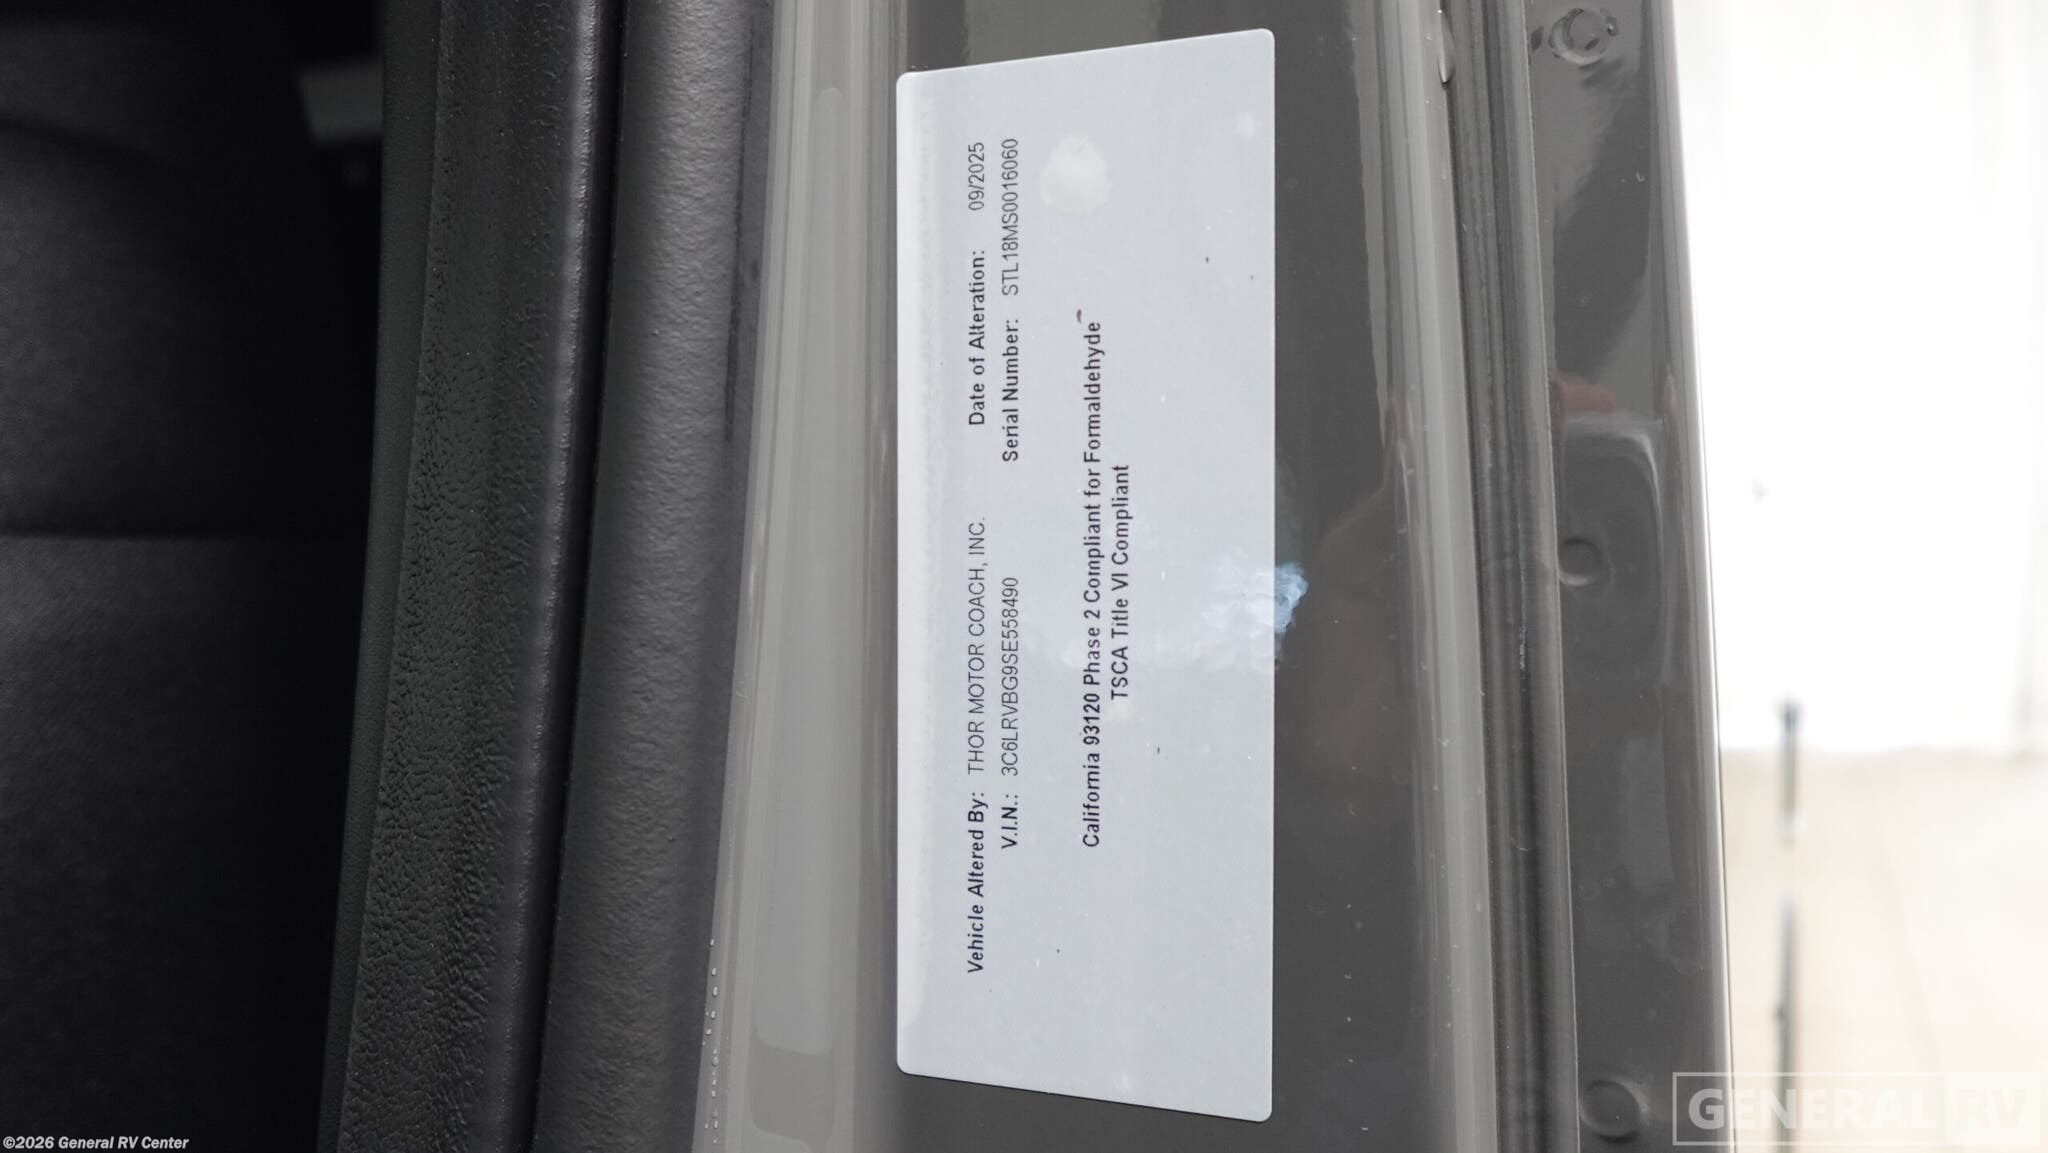 Vehicle Altered By: THOR MOTOR COACH, INC. Date of Alteration: 09/2025
V.I.N.: 3C6LRVBG9SE558490 Serial Number: STL18MS0016060
California 93120 Phase 2 Compliant for Formaldehyde
TSCA Title VI Compliant
GENERAL RV
©2026 General RV Center